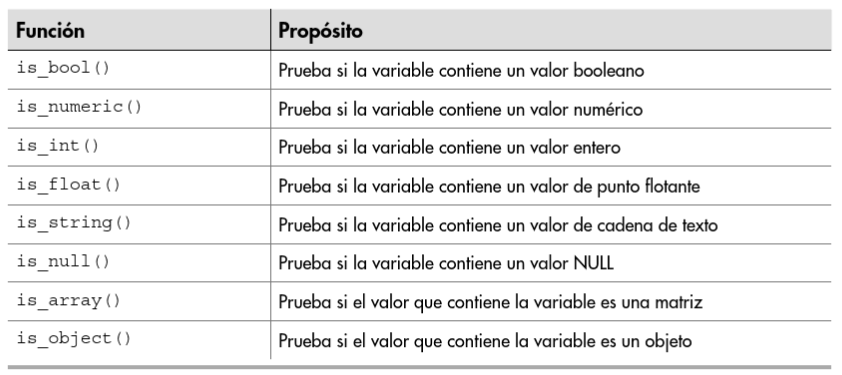 Función Propósito
is_bool() Prueba si la variable contiene un valor booleano
is_numeric() Prueba si la variable contiene un valor numérico
is_int() Prueba si la variable contiene un valor entero
is_float() Prueba si la variable contiene un valor de punto flotante
is_string() Prueba si la variable contiene un valor de cadena de texto
is_null() Prueba si la variable contiene un valor NULL
is_array() Prueba si el valor que contiene la variable es una matriz
is_object() Prueba si el valor que contiene la variable es un objeto